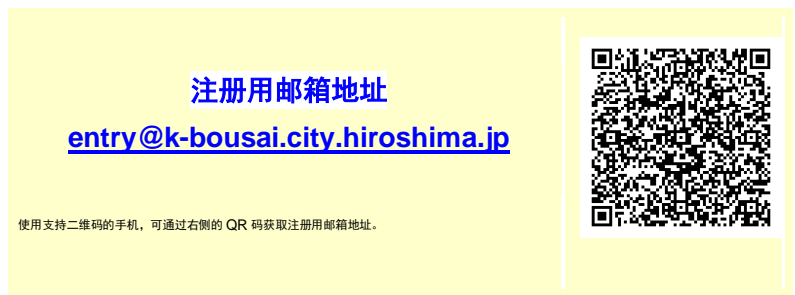 注册用邮箱地址
entry@k-bousai.city.hiroshima.jp
使用支持二维码的手机，可通过右侧的 QR 码获取注册用邮箱地址。